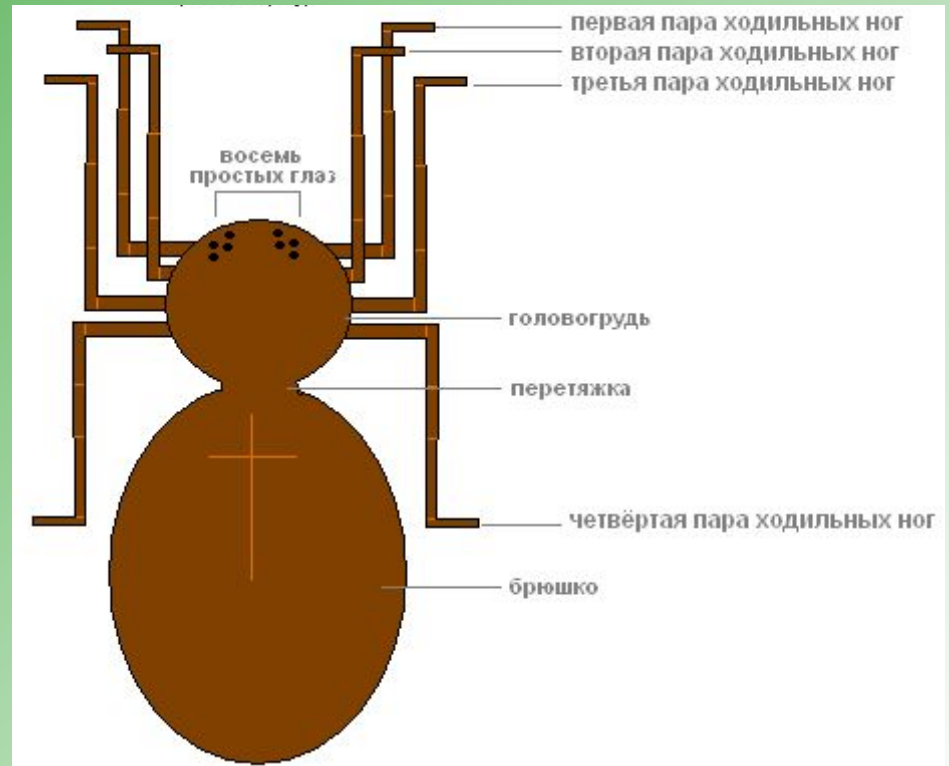 первая пара ходильных ног
вторая пара ходильных ног
третья пара ходильных ног
восемь
простых глаз
головогрудь
перетяжка
четвёртая пара ходильных ног
брюшко